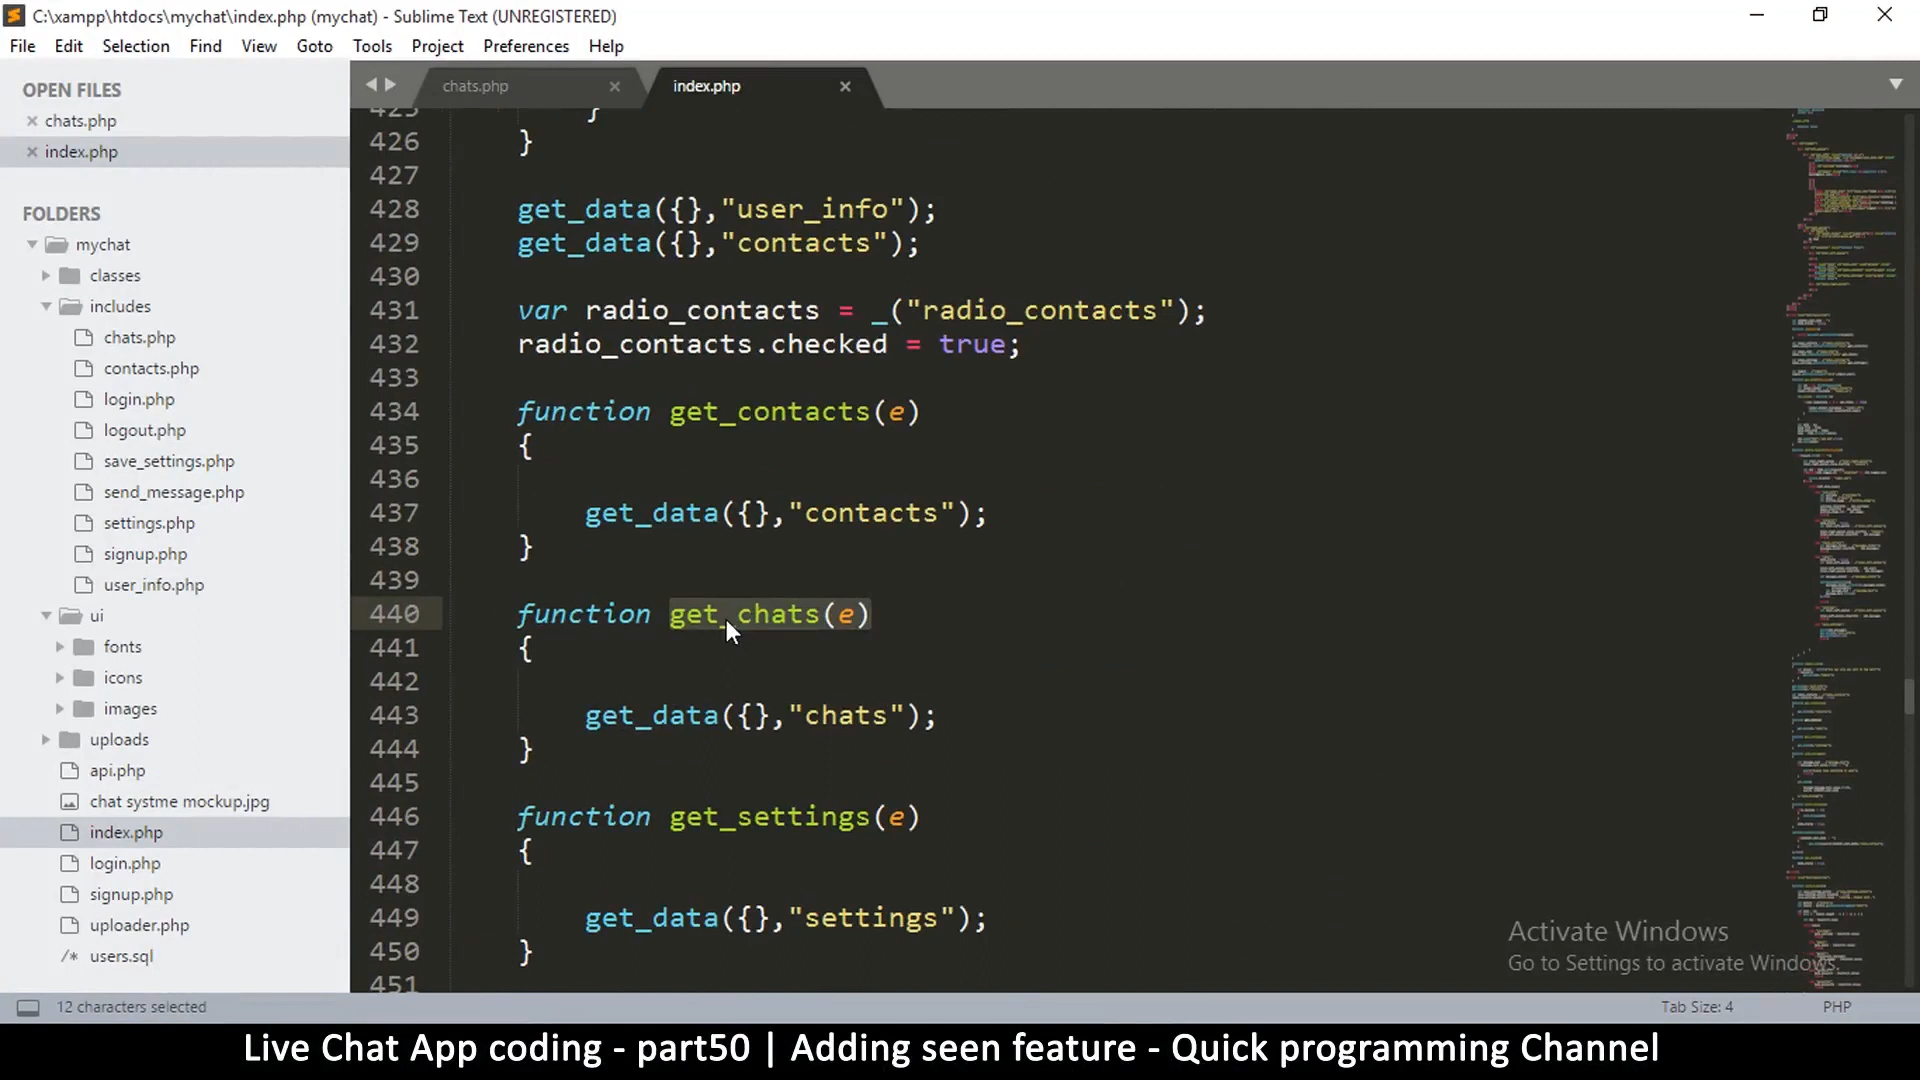 C:\xampp\htdocs\mychat\index.php (mychat) - Sublime Text (UNREGISTERED)
File Edit Selection Find View Goto Tools Project Preferences Help
OPEN FILES
chats.php
index.php
FOLDERS
mychat
classes
includes
chats.php
contacts.php
login.php
logout.php
save_settings.php
send_message.php
settings.php
signup.php
user_info.php
ui
fonts
icons
images
uploads
api.php
chat systme mockup.jpg
index.php
login.php
signup.php
uploader.php
/* users.sql
chats.php index.php
425 }
426 }
427
428 get_data({},"user_info");
429 get_data({},"contacts");
430
431 var radio_contacts = _("radio_contacts");
432 radio_contacts.checked = true;
433
434 function get_contacts(e)
435 {
436
437 get_data({},"contacts");
438 }
439
440 function get_chats(e)
441 {
442
443 get_data({},"chats");
444 }
445
446 function get_settings(e)
447 {
448
449 get_data({},"settings");
450 }
451
Activate Windows
Go to Settings to activate Windows.
12 characters selected Tab Size: 4 PHP
Live Chat App coding - part50 | Adding seen feature - Quick programming Channel